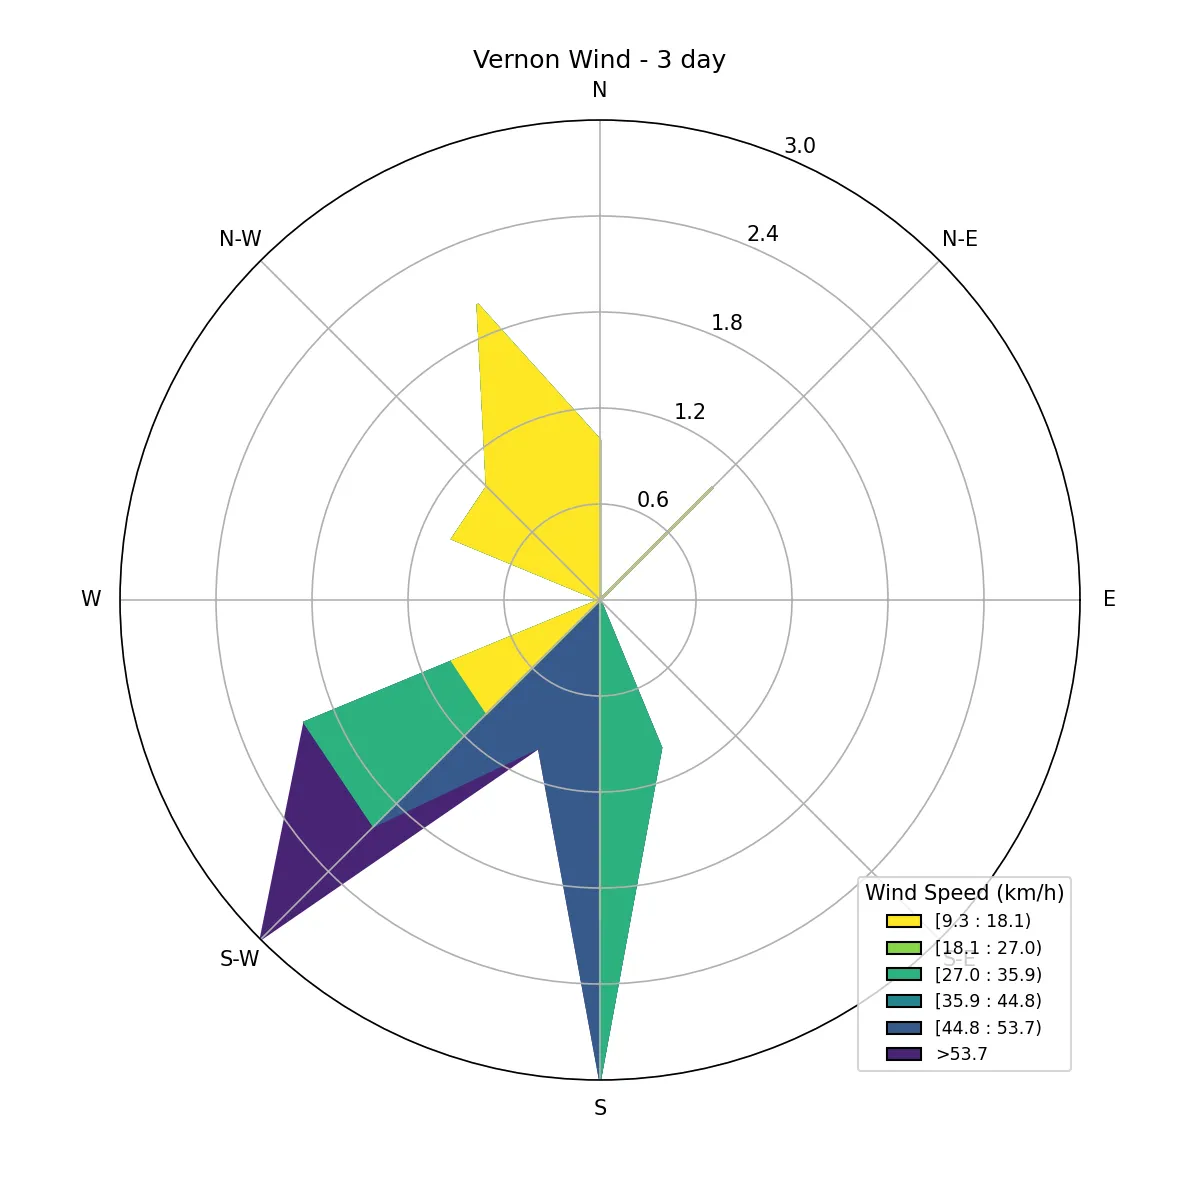 Vernon Wind - 3 day
N
3.0
N-W
2.4
N-E
1.8
1.2
0.6
W
E
Wind Speed (km/h)
[9.3 : 18.1)
[18.1 : 27.0)
S-W
S-E
[27.0 : 35.9)
[35.9 : 44.8)
[44.8 : 53.7)
>53.7
S